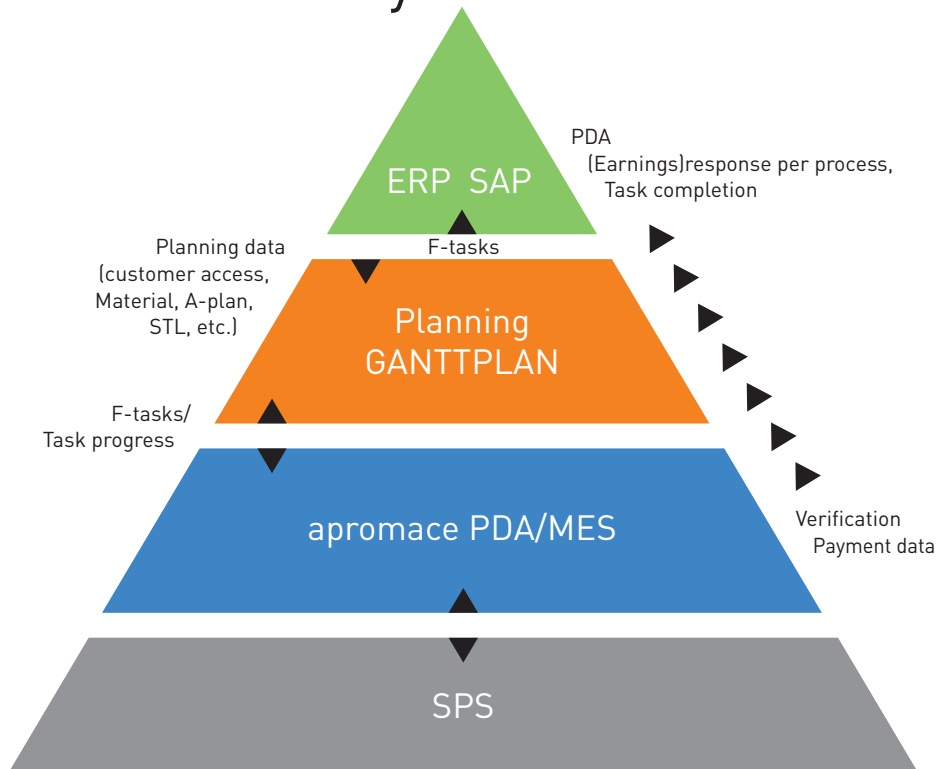 PDA
(Earnings)response per process,
Task completion
ERP SAP
F-tasks
Planning data
(customer access,
Material, A-plan,
STL, etc.)
Planning
GANTTPLAN
F-tasks/
Task progress
apromace PDA/MES
Verification
Payment data
SPS